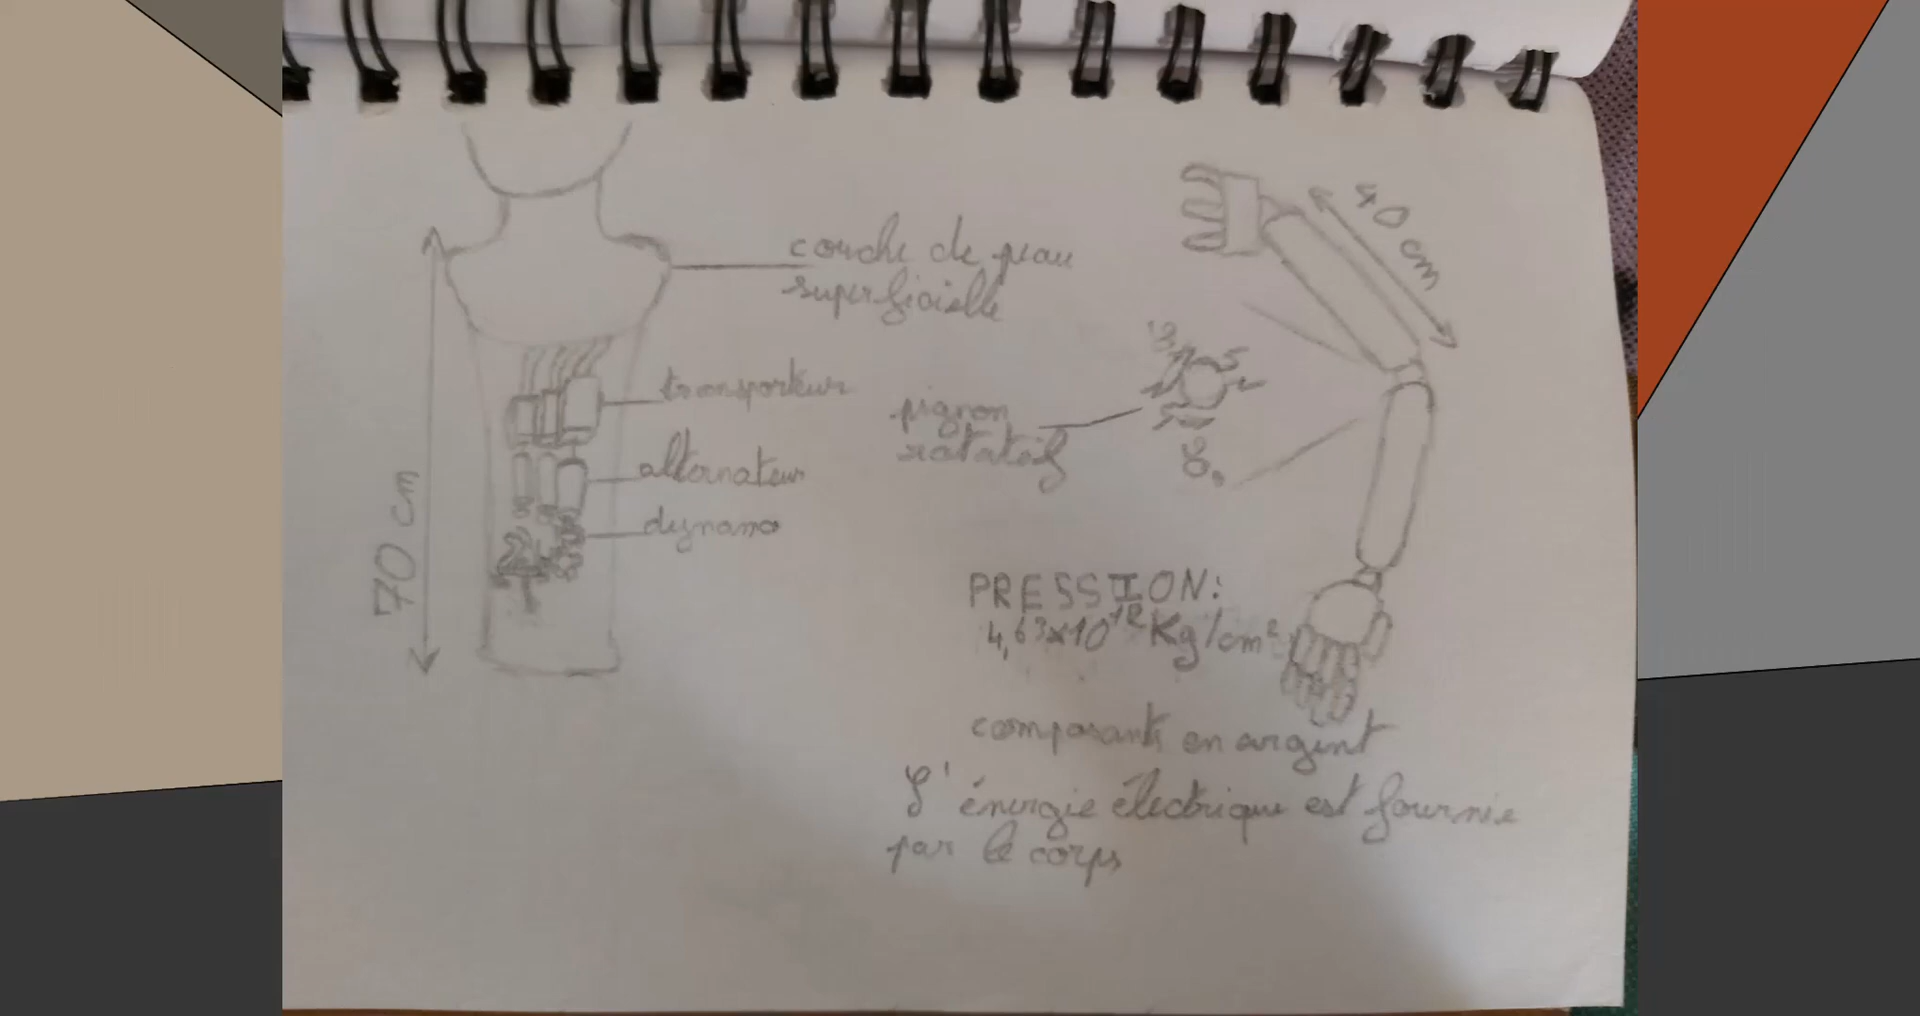 couche de peau
superficielle
transporteur
alternateur
dynamo
70 cm
40 cm
pignon
rotatif
PRESSION:
4,63x10¹² Kg/cm²
composants en argent
L'énergie électrique est fournie
par le corps